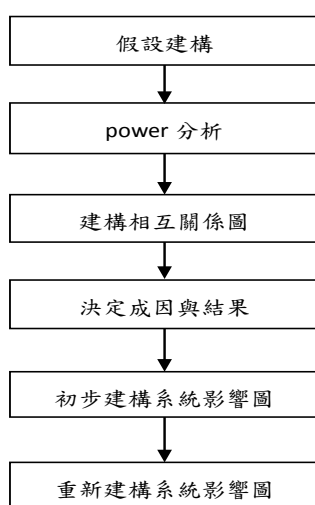 假設建構
power 分析
建構相互關係圖
決定成因與結果
初步建構系統影響圖
重新建構系統影響圖